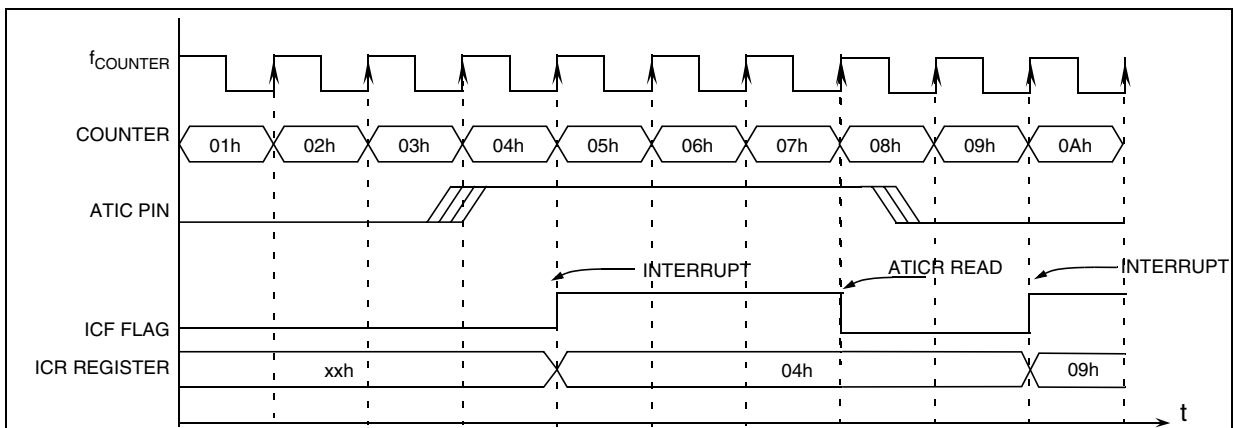 fCOUNTER
COUNTER 01h 02h 03h 04h 05h 06h 07h 08h 09h 0Ah
ATIC PIN
INTERRUPT ATICR READ INTERRUPT
ICF FLAG
ICR REGISTER xxh 04h 09h
t